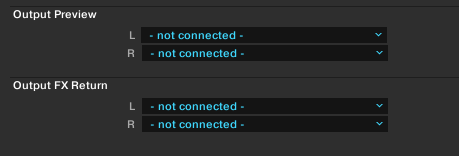 Output Preview
L - not connected -
R - not connected -
Output FX Return
L - not connected -
R - not connected -